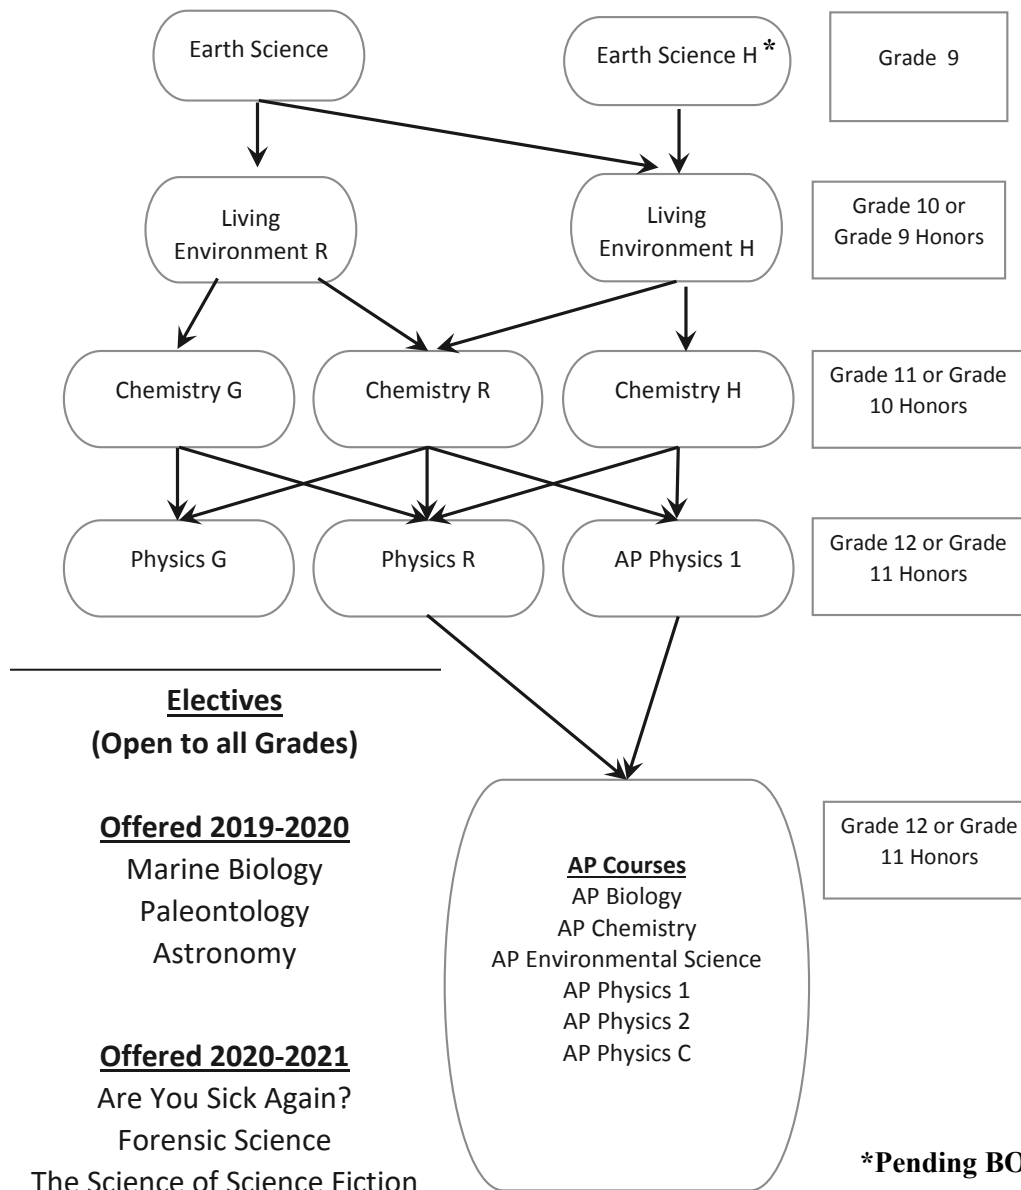 Earth Science
Earth Science H *
Grade 9
Living
Environment R
Living
Environment H
Grade 10 or
Grade 9 Honors
Chemistry G
Chemistry R
Chemistry H
Grade 11 or Grade
10 Honors
Physics G
Physics R
AP Physics 1
Grade 12 or Grade
11 Honors
Electives
(Open to all Grades)
Offered 2019-2020
Marine Biology
Paleontology
Astronomy
Offered 2020-2021
Are You Sick Again?
Forensic Science
The Science of Science Fiction
AP Courses
AP Biology
AP Chemistry
AP Environmental Science
AP Physics 1
AP Physics 2
AP Physics C
Grade 12 or Grade
11 Honors
*Pending BO